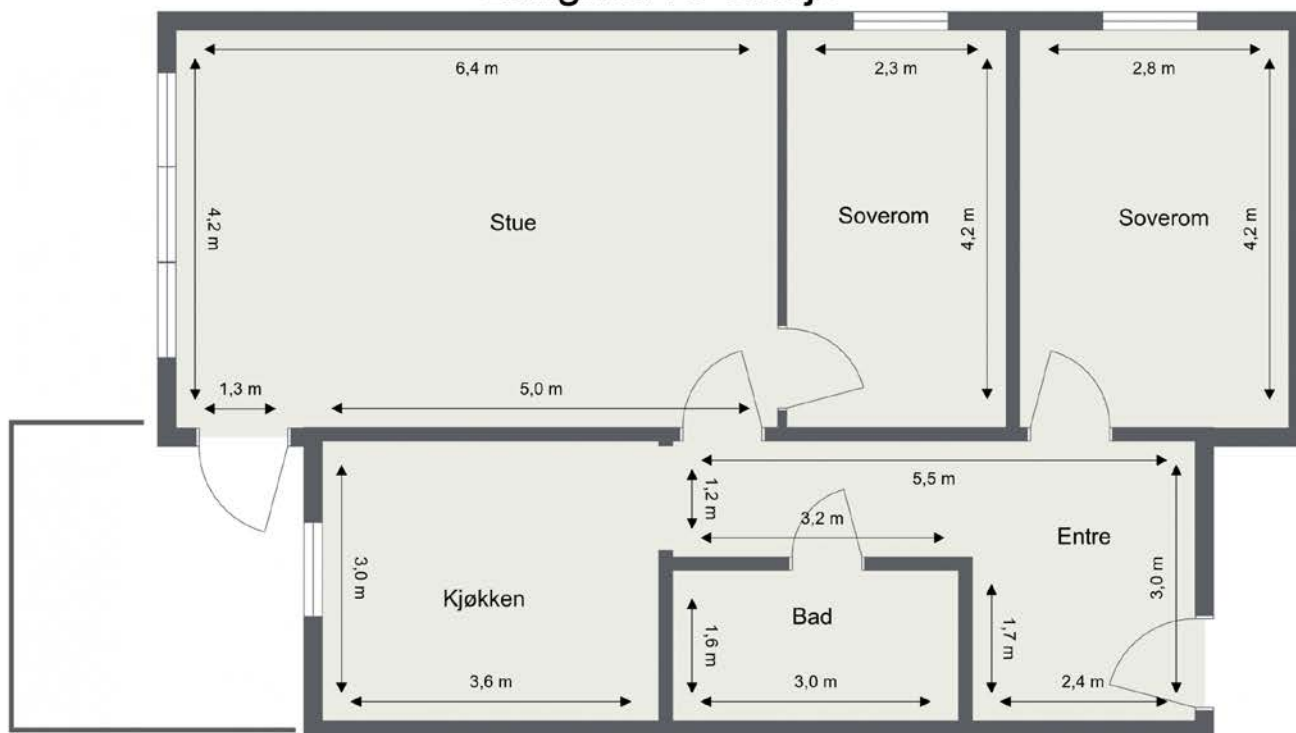 6,4 m
2,3 m
2,8 m
4,2 m
Stue
Soverom
4,2 m
Soverom
4,2 m
1,3 m
5,0 m
5,5 m
1,2 m
3,2 m
Entre
3,0 m
Kjøkken
3,0 m
Bad
1,6 m
1,7 m
3,6 m
3,0 m
2,4 m